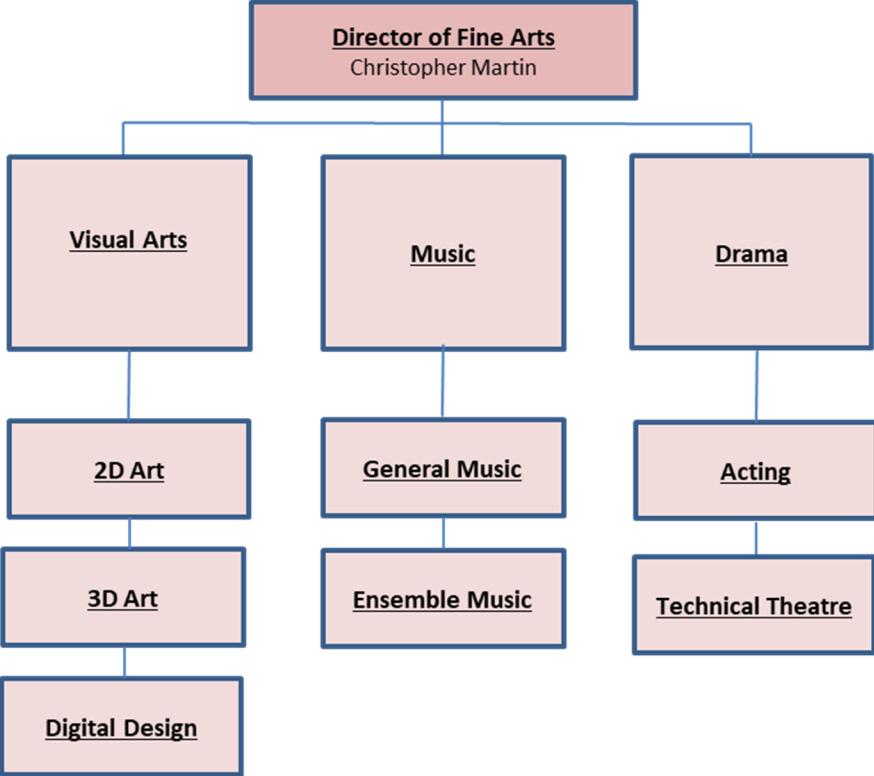 Director of Fine Arts
Christopher Martin
Visual Arts
Music
Drama
2D Art
General Music
Acting
3D Art
Ensemble Music
Technical Theatre
Digital Design